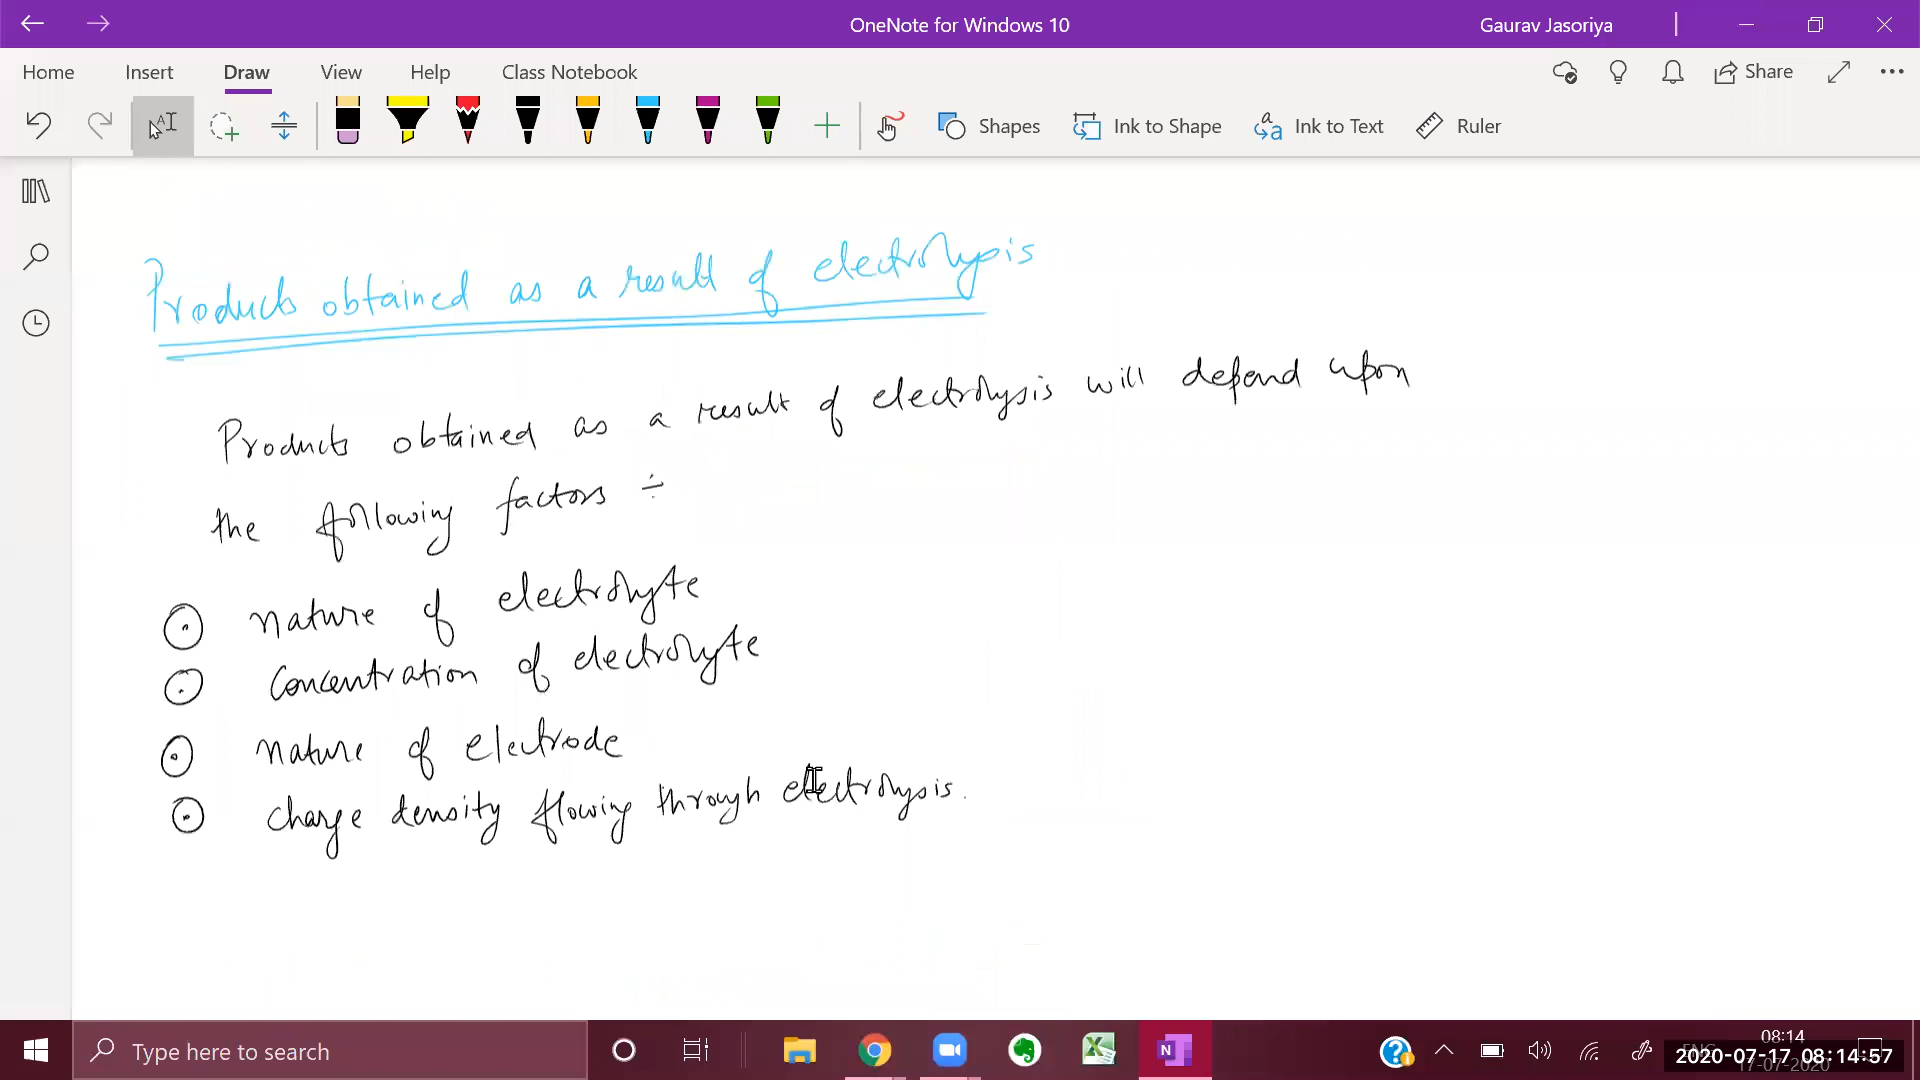 OneNote for Windows 10
Gaurav Jasoriya
Home Insert Draw View Help Class Notebook Share
Shapes Ink to Shape Ink to Text Ruler
Products obtained as a result of electrolysis
Products obtained as a result of electrolysis will depend upon
the following factors ÷
nature of electrolyte
Concentration of electrolyte
nature of electrode
charge density flowing through electrolysis.
Type here to search
08:14
2020-07-17 08:14:57
17-07-2020